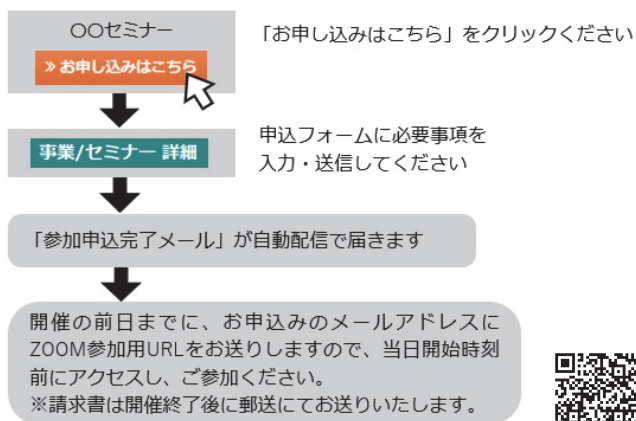 〇〇セミナー
「お申し込みはこちら」をクリックください
» お申し込みはこちら
事業/セミナー 詳細
申込フォームに必要事項を
入力・送信してください
「参加申込完了メール」が自動配信で届きます
開催の前日までに、お申込みのメールアドレスに
ZOOM参加用URLをお送りしますので、当日開始時刻
前にアクセスし、ご参加ください。
※請求書は開催終了後に郵送にてお送りいたします。